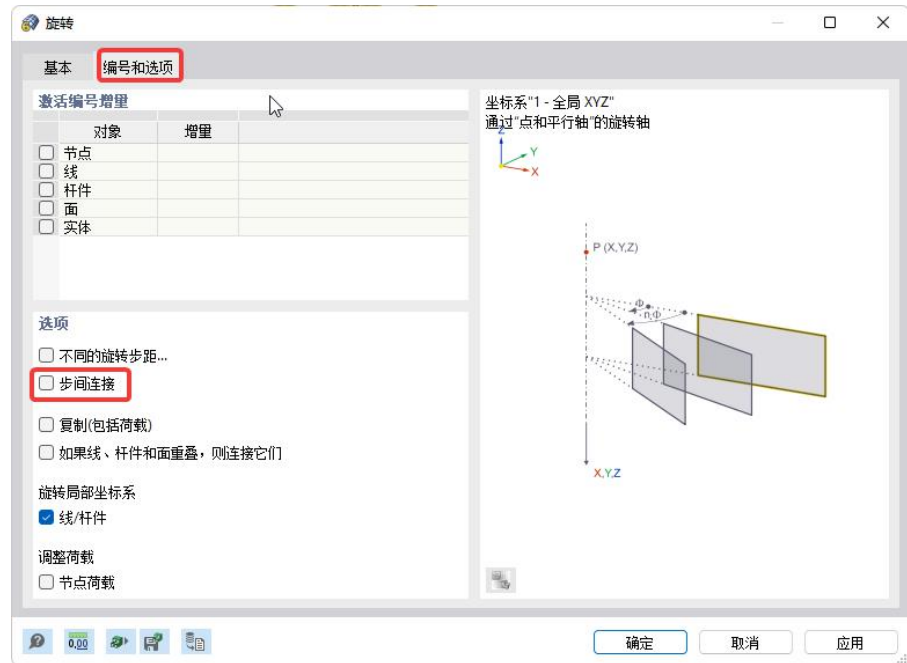 旋转
基本
编号和选项
激活编号增量
对象
增量
节点
线
杆件
面
实体
选项
不同的旋转步距...
步间连接
复制(包括荷载)
如果线、杆件和面重叠，则连接它们
旋转局部坐标系
线/杆件
调整荷载
节点荷载
坐标系"1 - 全局 XYZ"
通过"点和平行轴"的旋转轴
Z
Y
X
P (X,Y,Z)
Φ
n·Φ
X,Y,Z
0,00
确定
取消
应用